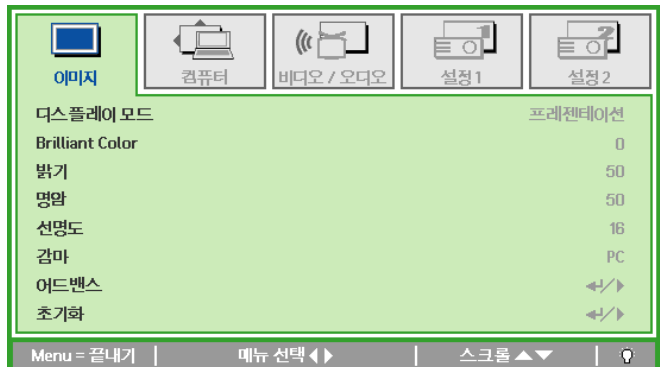 이미지 컴퓨터 비디오 / 오디오 설정 1 설정 2
디스플레이 모드 프레젠테이션
Brilliant Color 0
밝기 50
명암 50
선명도 16
감마 PC
어드밴스
초기화
Menu = 끝내기 메뉴 선택 스크롤